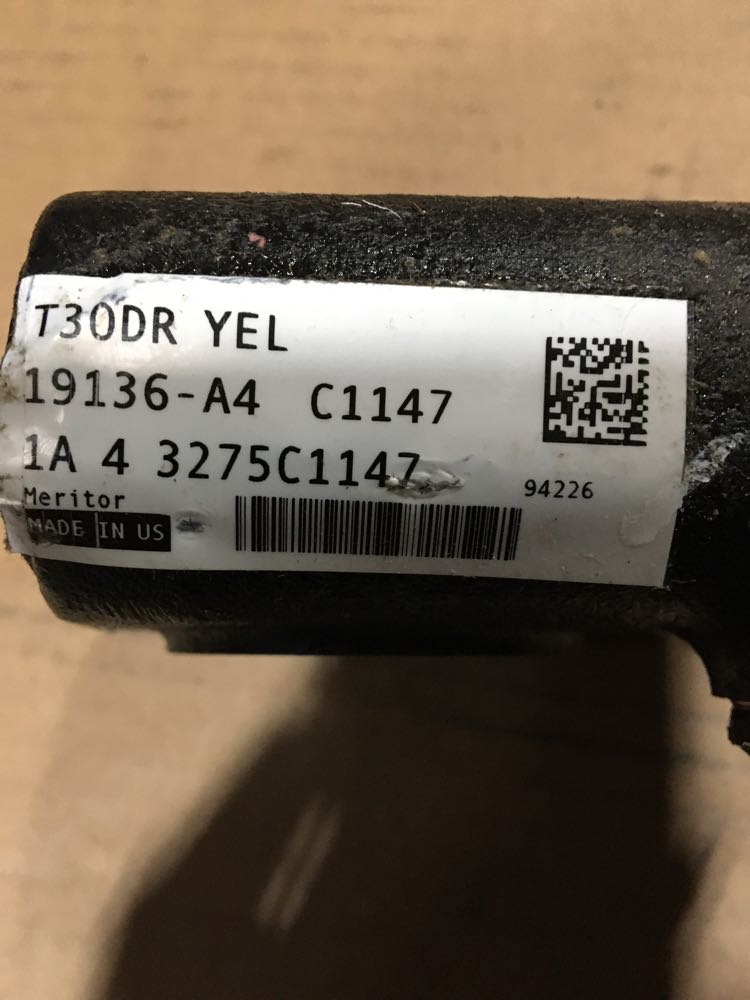 T30DR YEL
19136-A4 C1147
1A 4 3275C1147
Meritor
94226
MADE IN US